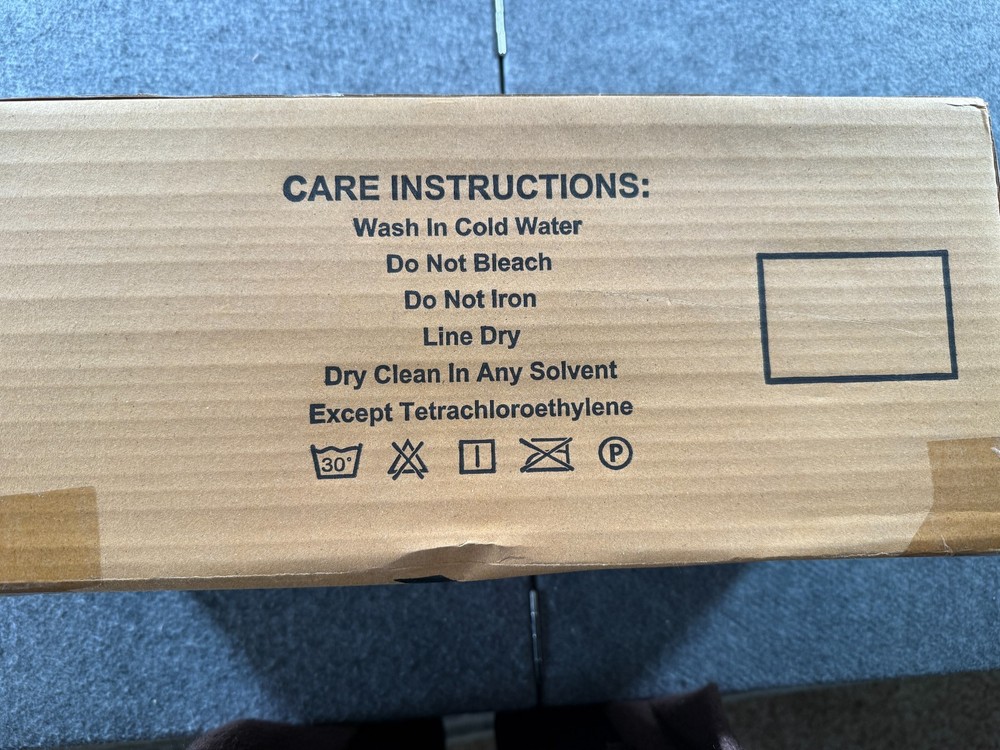 CARE INSTRUCTIONS:
Wash In Cold Water
Do Not Bleach
Do Not Iron
Line Dry
Dry Clean In Any Solvent
Except Tetrachloroethylene
30° P